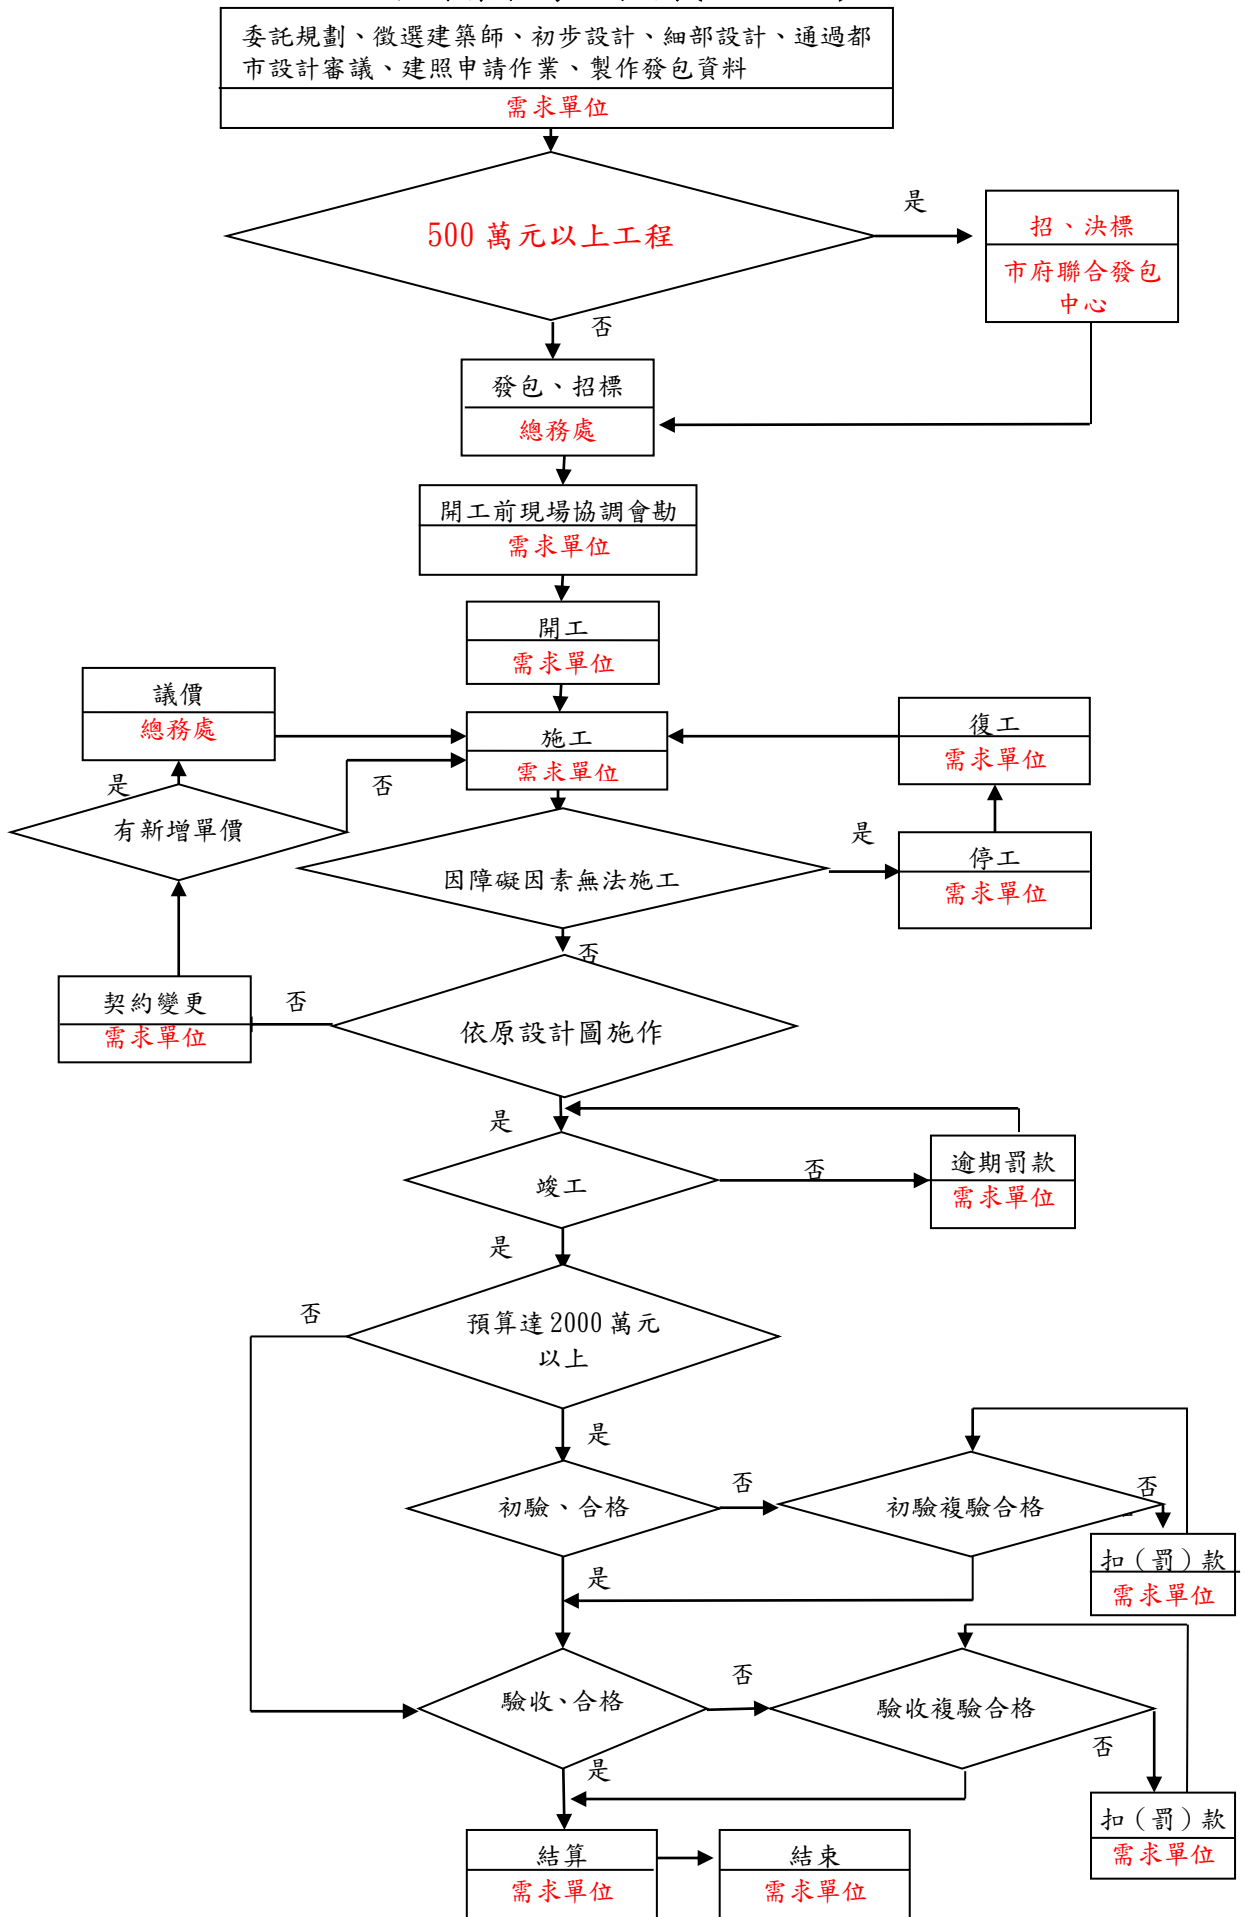 委託規劃、徵選建築師、初步設計、細部設計、通過都
市設計審議、建照申請作業、製作發包資料
需求單位
500 萬元以上工程
是
招、決標
市府聯合發包
中心
否
發包、招標
總務處
開工前現場協調會勘
需求單位
開工
需求單位
議價
總務處
施工
需求單位
復工
需求單位
是
否
有新增單價
因障礙因素無法施工
是
停工
需求單位
否
契約變更
需求單位
否
依原設計圖施作
是
竣工
否
逾期罰款
需求單位
是
否
預算達 2000 萬元
以上
是
初驗、合格
否
初驗複驗合格
否
扣（罰）款
需求單位
是
驗收、合格
否
驗收複驗合格
否
扣（罰）款
需求單位
是
結算
需求單位
結束
需求單位